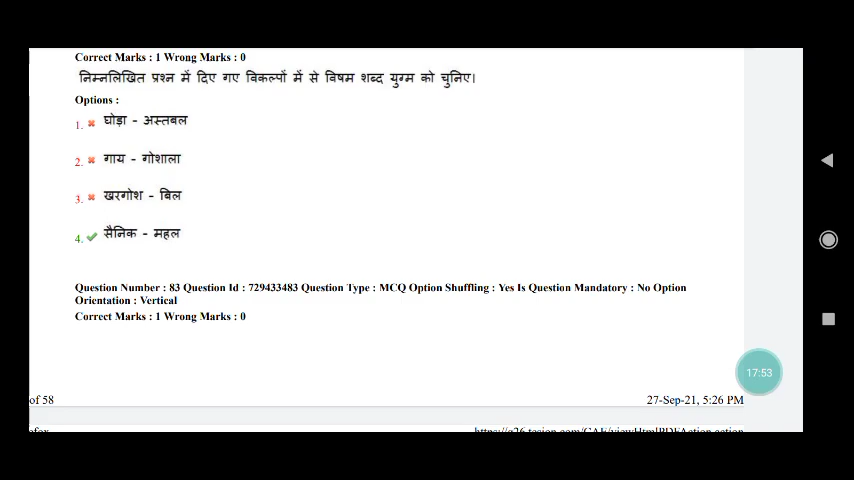 Correct Marks : 1 Wrong Marks : 0
निम्नलिखित प्रश्न में दिए गए विकल्पों में से विषम शब्द युग्म को चुनिए।
Options :
1. घोड़ा - अस्तबल
2. गाय - गोशाला
3. खरगोश - बिल
4. सैनिक - महल
Question Number : 83 Question Id : 729433483 Question Type : MCQ Option Shuffling : Yes Is Question Mandatory : No Option
Orientation : Vertical
Correct Marks : 1 Wrong Marks : 0
17:53
of 58 27-Sep-21, 5:26 PM